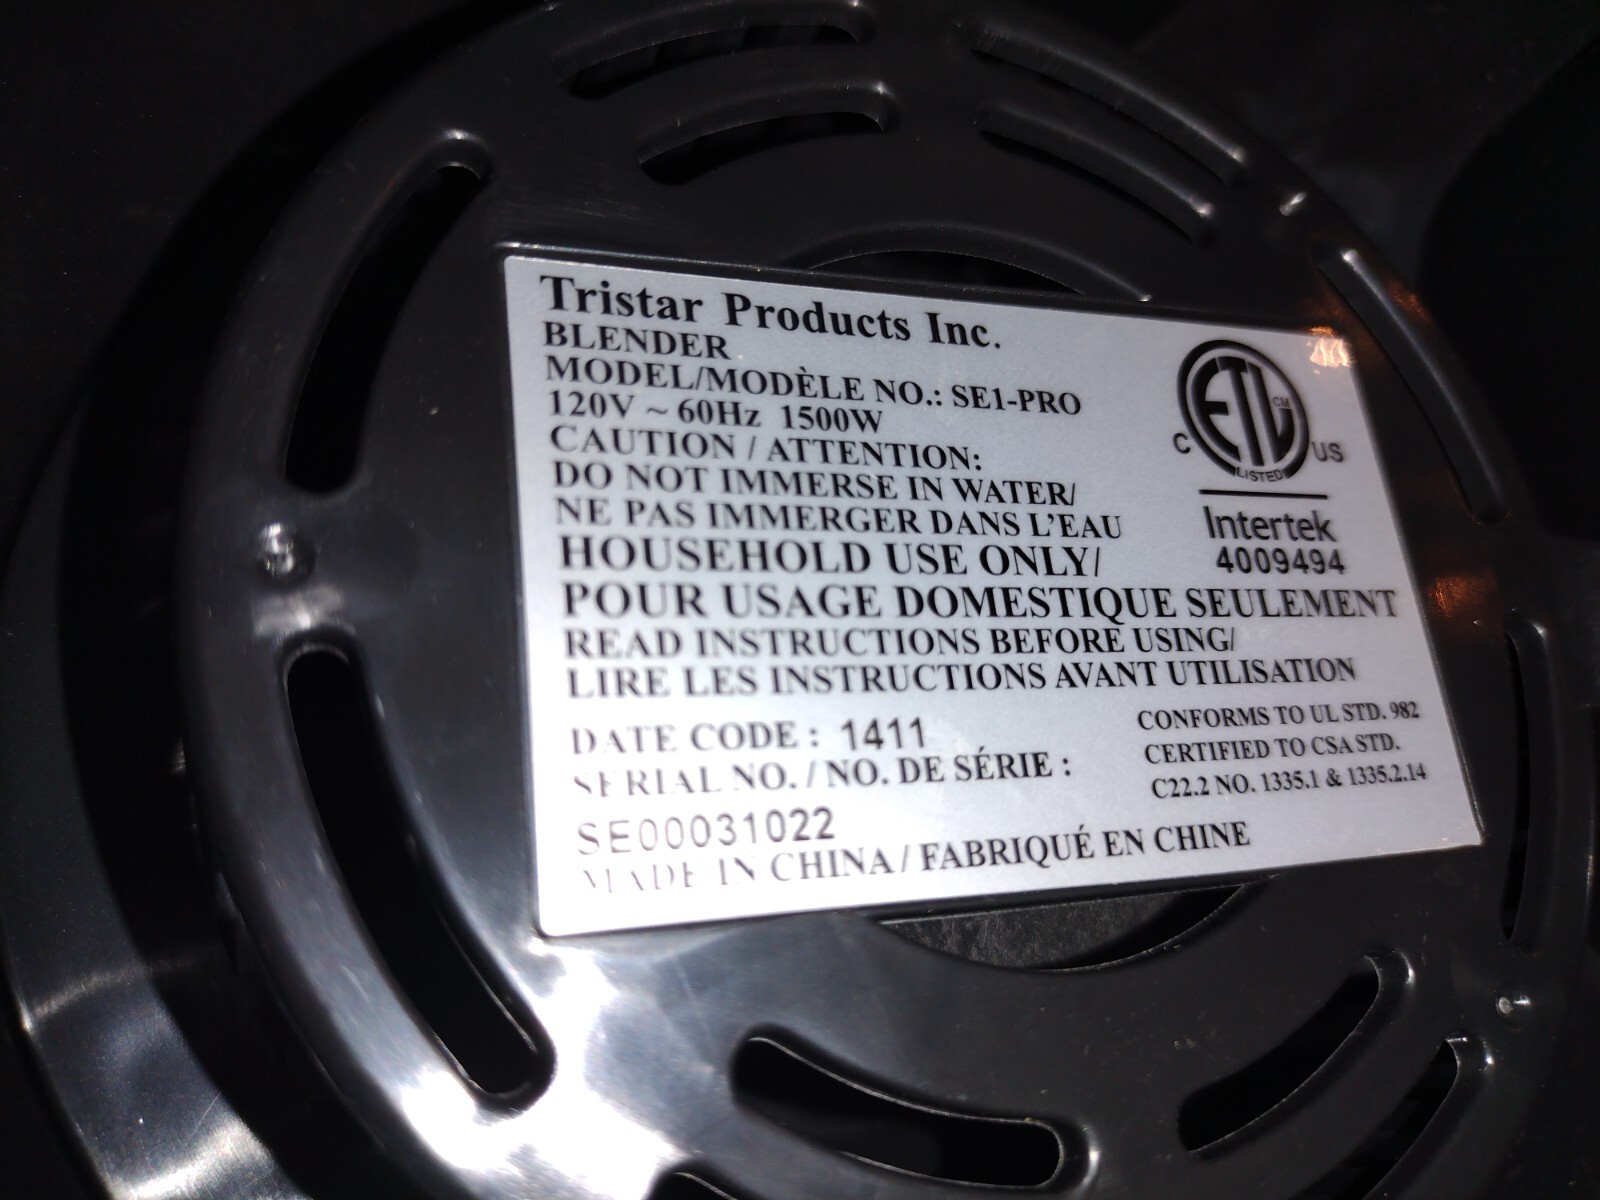 Tristar Products Inc.
BLENDER
MODEL/MODÈLE NO.: SE1-PRO
120V ~ 60Hz 1500W
CAUTION / ATTENTION:
DO NOT IMMERSE IN WATER/
NE PAS IMMERGER DANS L'EAU
HOUSEHOLD USE ONLY/
POUR USAGE DOMESTIQUE SEULEMENT
READ INSTRUCTIONS BEFORE USING/
LIRE LES INSTRUCTIONS AVANT UTILISATION
DATE CODE : 1411
SERIAL NO. / NO. DE SÉRIE :
SE00031022
MADE IN CHINA / FABRIQUÉ EN CHINE
ETL CM
C US
LISTED
Intertek
4009494
CONFORMS TO UL STD. 982
CERTIFIED TO CSA STD.
C22.2 NO. 1335.1 & 1335.2.14